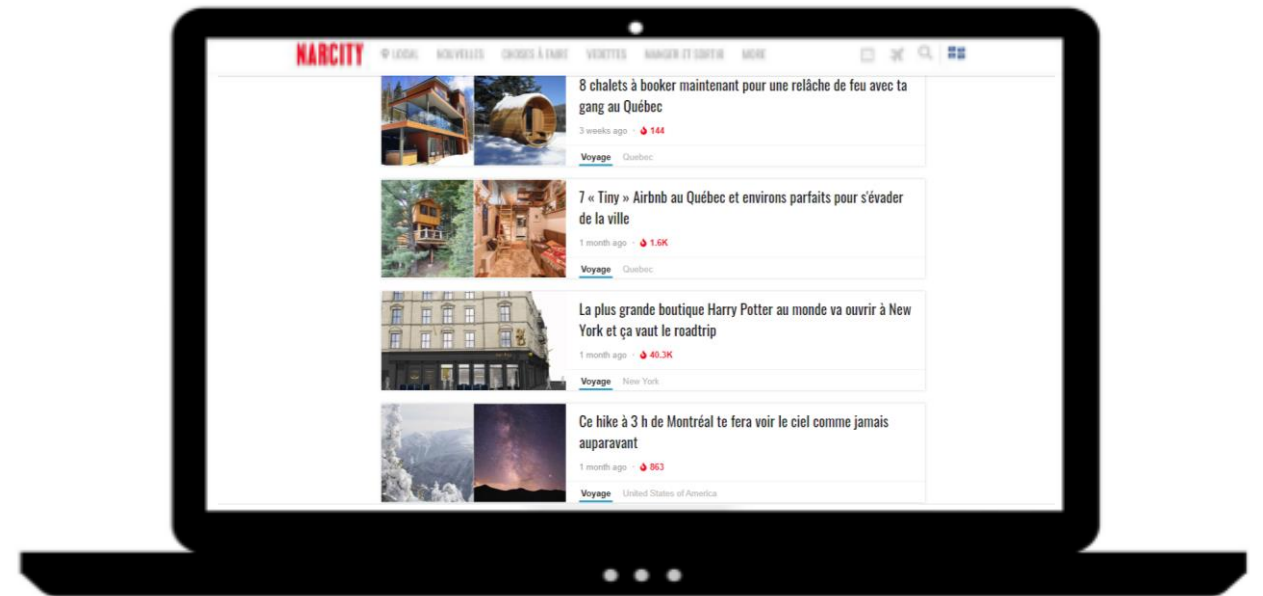 NARCITY LOCAL NOUVELLES CHOSES À FAIRE VEDETTES MANGER ET SORTIR MORE
8 chalets à booker maintenant pour une relâche de feu avec ta
gang au Québec
3 weeks ago · 144
Voyage Quebec
7 « Tiny » Airbnb au Québec et environs parfaits pour s'évader
de la ville
1 month ago · 1.6K
Voyage Quebec
La plus grande boutique Harry Potter au monde va ouvrir à New
York et ça vaut le roadtrip
1 month ago · 40.3K
Voyage New York
Ce hike à 3 h de Montréal te fera voir le ciel comme jamais
auparavant
1 month ago · 863
Voyage United States of America